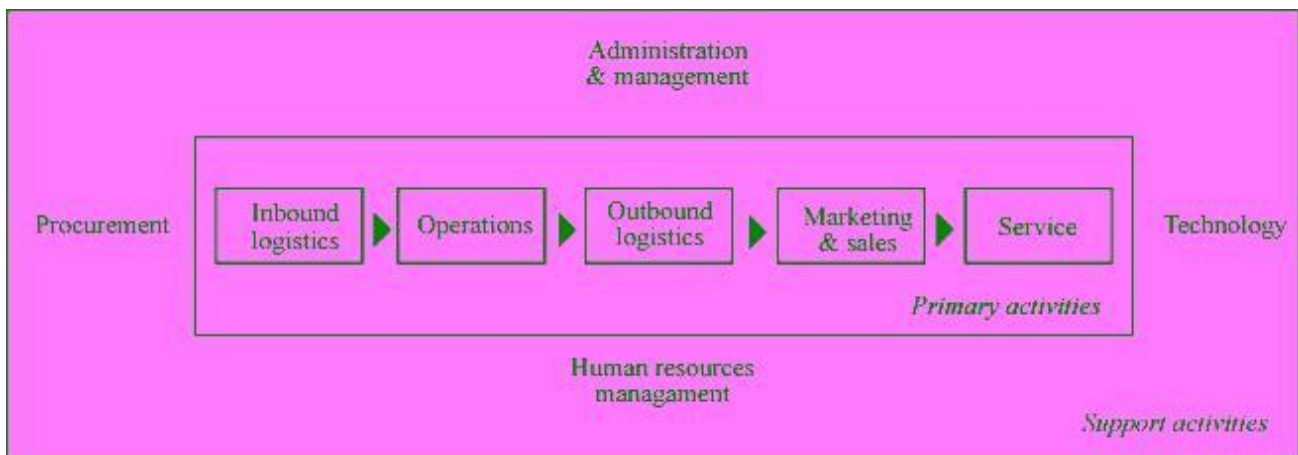 Administration
& management
Procurement
Inbound
logistics
Operations
Outbound
logistics
Marketing
& sales
Service
Technology
Primary activities
Human resources
managament
Support activities